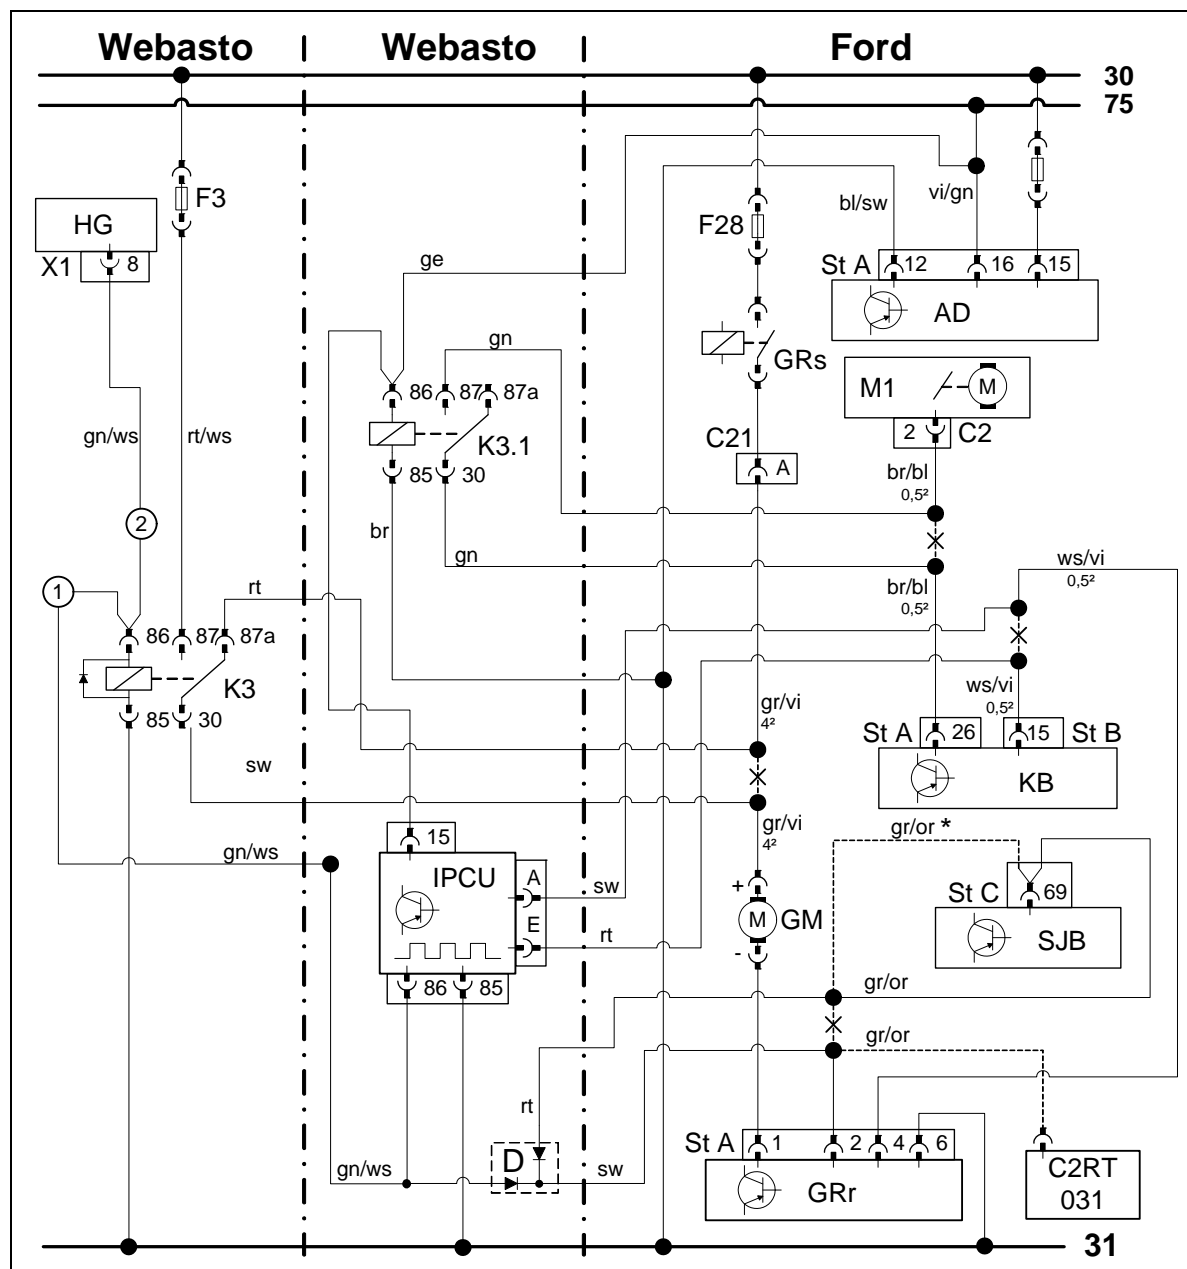 Webasto Webasto Ford
30
75
F3
HG
X1 8
bl/sw vi/gn
F28
ge
St A 12 16 15
AD
gn
GRs
86 87 87a
M1 M
K3.1
2 C2
gn/ws rt/ws
C21
A
85 30
br/bl
0,5²
2
br
gn
ws/vi
0,5²
1
rt
br/bl
0,5²
86 87 87a
K3
ws/vi
0,5²
85 30
gr/vi
4²
St A 26 15 St B
sw
KB
gr/vi
4²
gr/or *
15
gn/ws
IPCU
A
sw
+
M GM
-
St C 69
SJB
E
rt
86 85
gr/or
gr/or
rt
St A 1 2 4 6
D
gn/ws
sw
GRr
C2RT
031
31